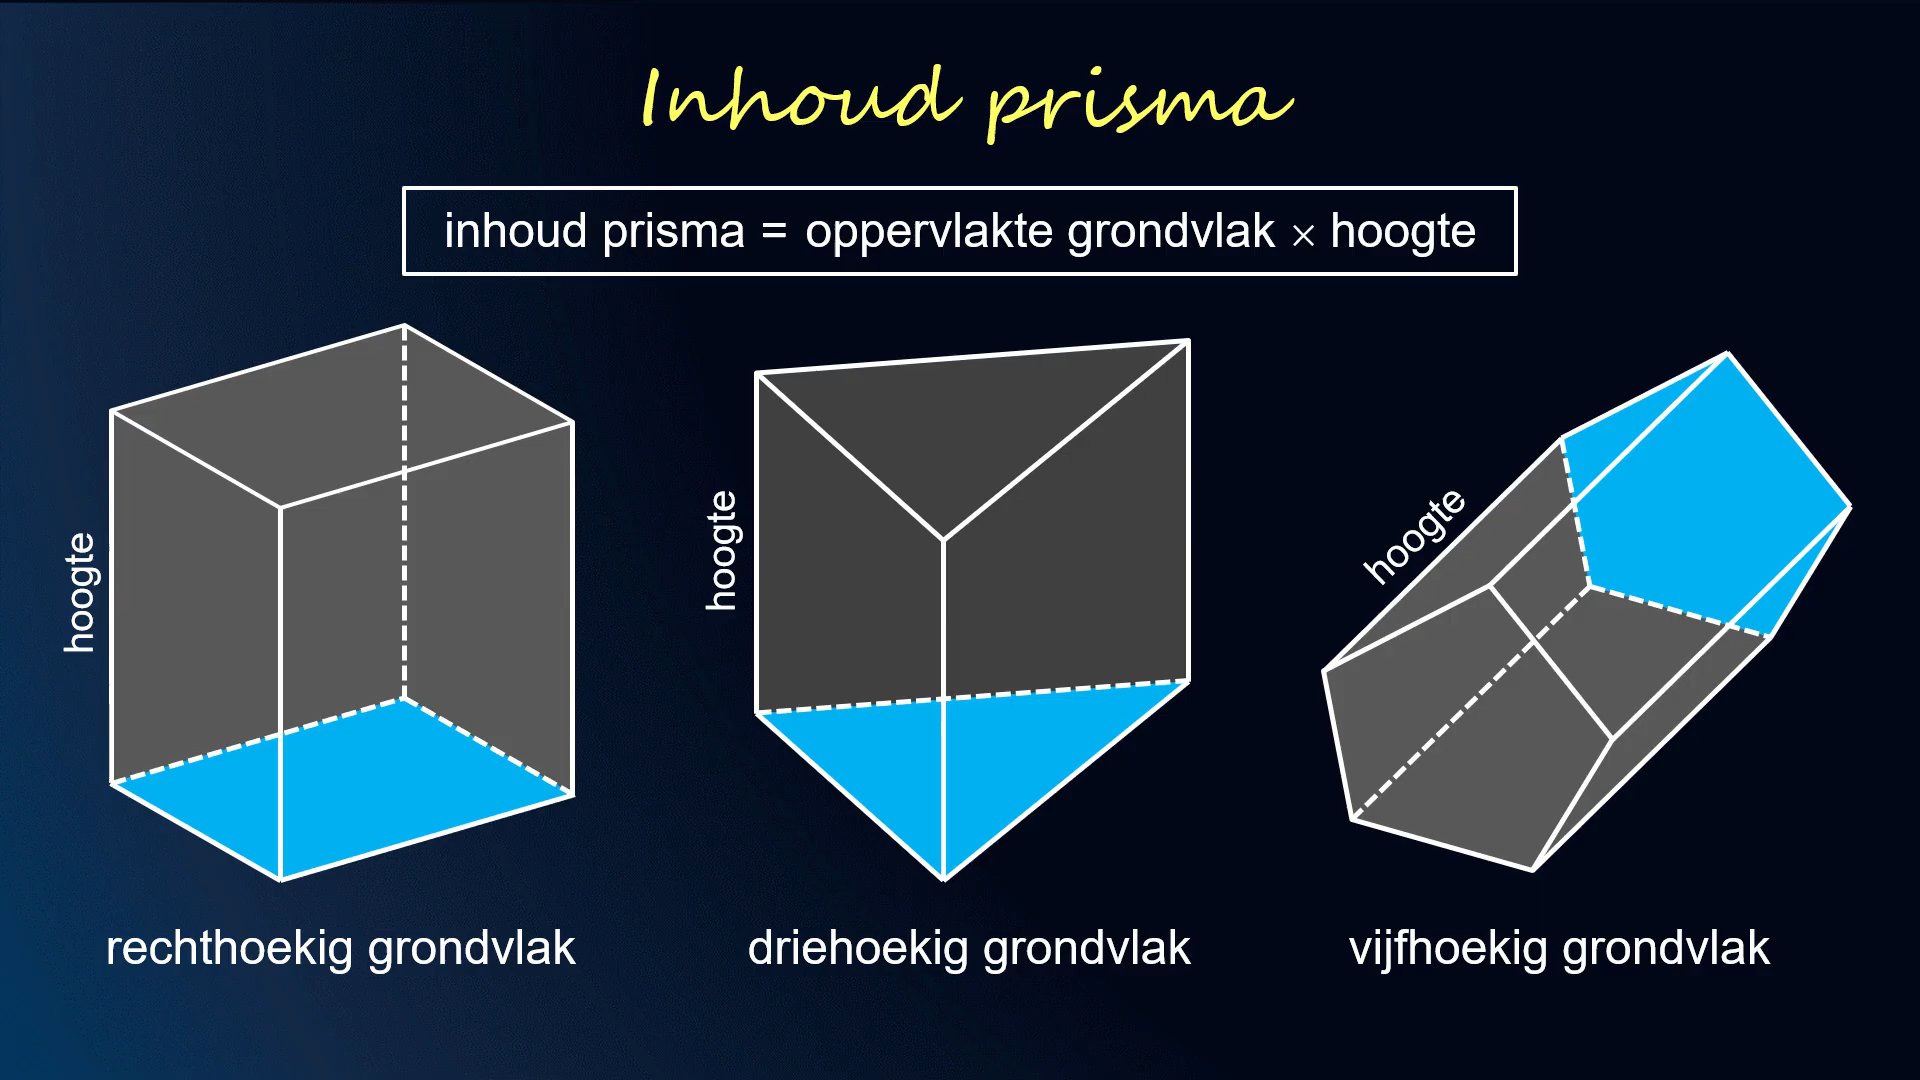 Inhoud prisma
inhoud prisma = oppervlakte grondvlak × hoogte
hoogte
hoogte
hoogte
rechthoekig grondvlak
driehoekig grondvlak
vijfhoekig grondvlak